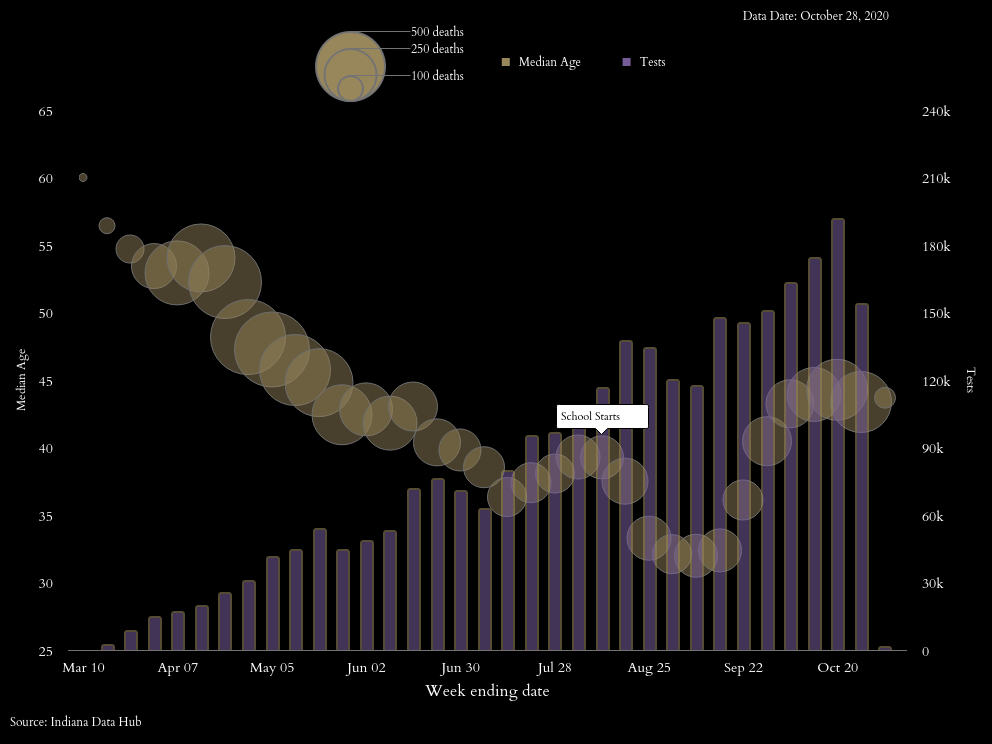 Data Date: October 28, 2020
500 deaths
250 deaths
100 deaths
Median Age
Tests
65
60
55
50
45
40
35
30
25
Median Age
240k
210k
180k
150k
120k
90k
60k
30k
0
Tests
School Starts
Mar 10
Apr 07
May 05
Jun 02
Jun 30
Jul 28
Aug 25
Sep 22
Oct 20
Week ending date
Source: Indiana Data Hub